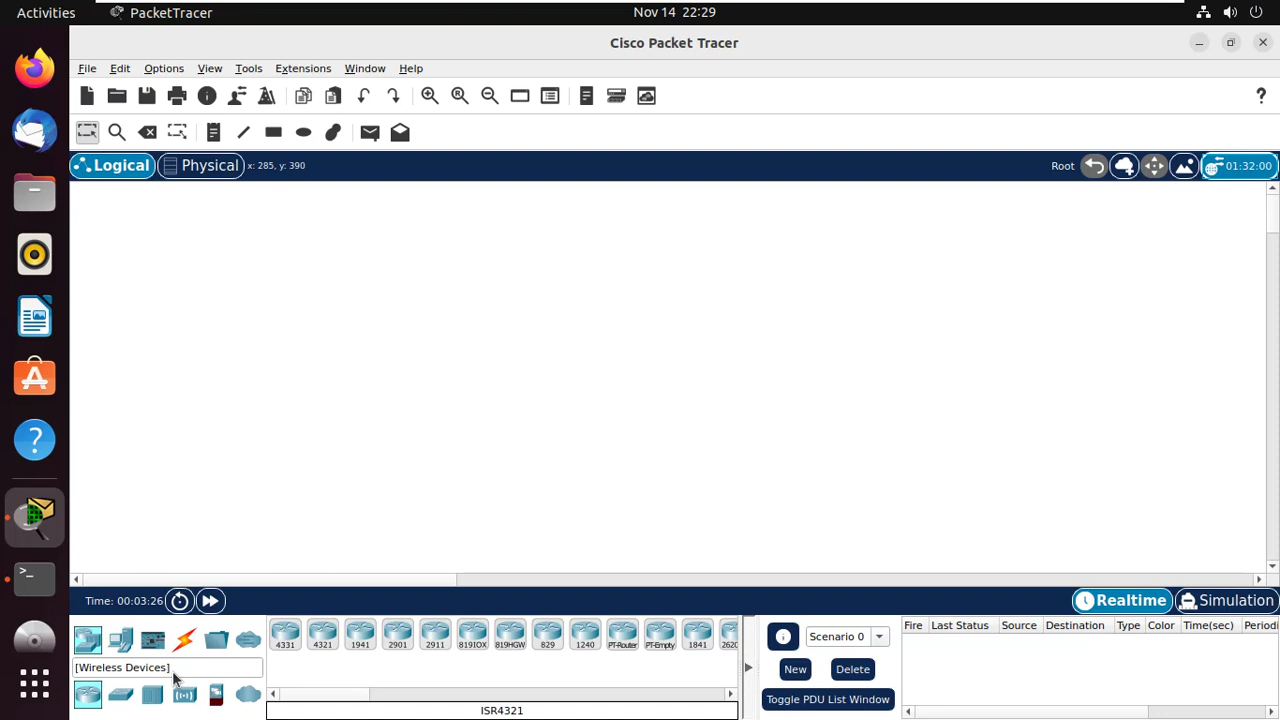 Activities PacketTracer Nov 14 22:29
Cisco Packet Tracer
File Edit Options View Tools Extensions Window Help
Logical Physical x: 285, y: 390 Root 01:32:00
Time: 00:03:26 Realtime Simulation
4331 4321 1941 2901 2911 819IOX 819HGW 829 1240 PT-Router PT-Empty 1841 2620
Scenario 0
Fire Last Status Source Destination Type Color Time(sec) Periodi
[Wireless Devices]
New Delete
Toggle PDU List Window
ISR4321